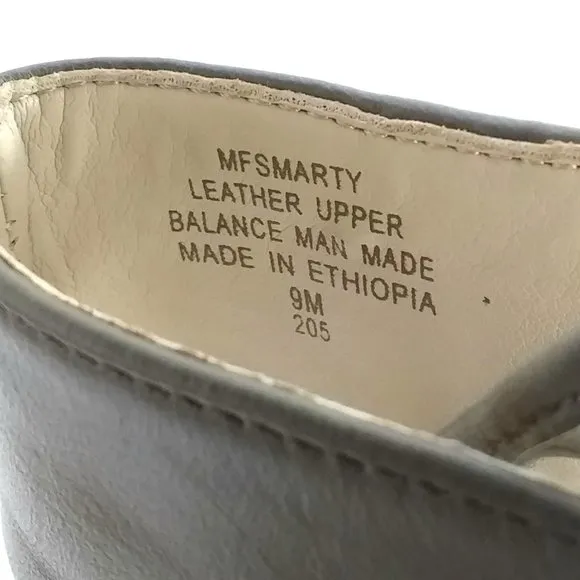 MFSMARTY
LEATHER UPPER
BALANCE MAN MADE
MADE IN ETHIOPIA
9M
205